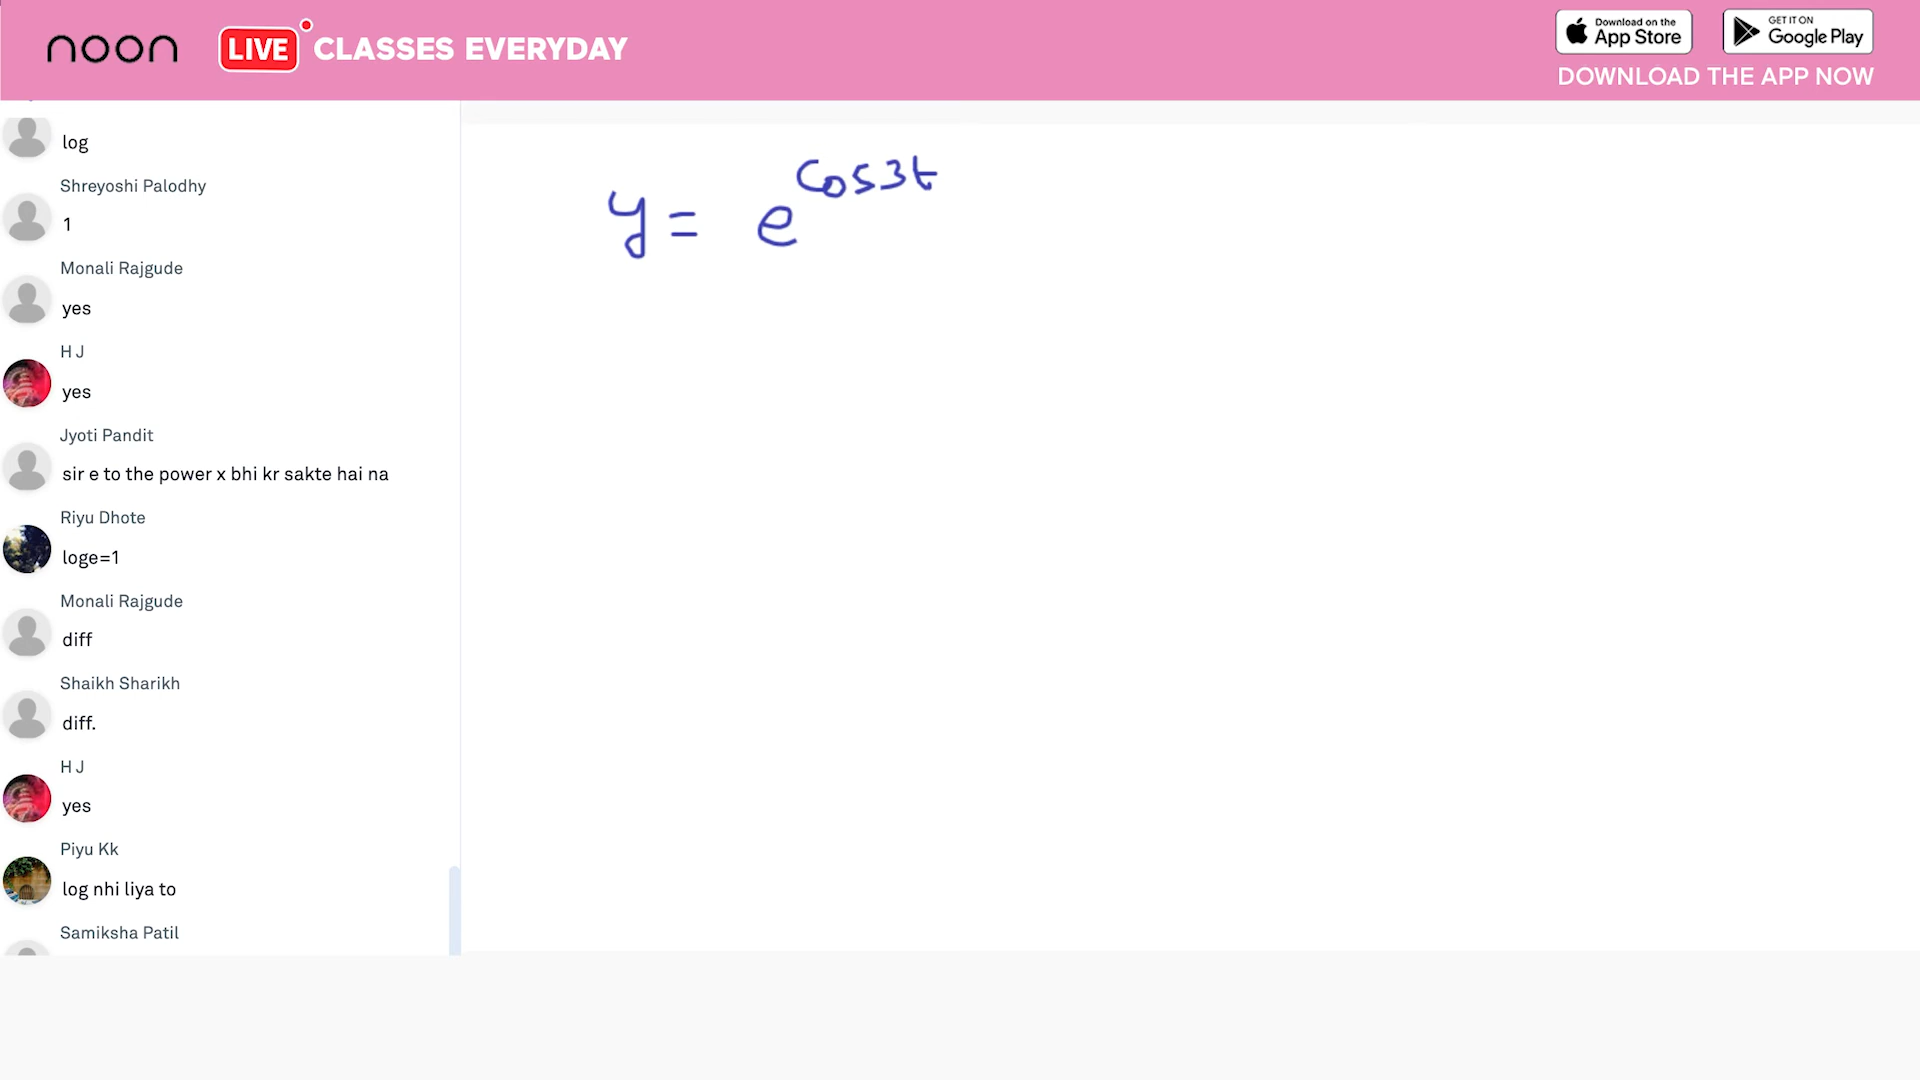 noon LIVE CLASSES EVERYDAY
Download on the App Store
GET IT ON Google Play
DOWNLOAD THE APP NOW
log
Shreyoshi Palodhy
1
Monali Rajgude
yes
H J
yes
Jyoti Pandit
sir e to the power x bhi kr sakte hai na
Riyu Dhote
loge=1
Monali Rajgude
diff
Shaikh Sharikh
diff.
H J
yes
Piyu Kk
log nhi liya to
Samiksha Patil
y = e^cos3t